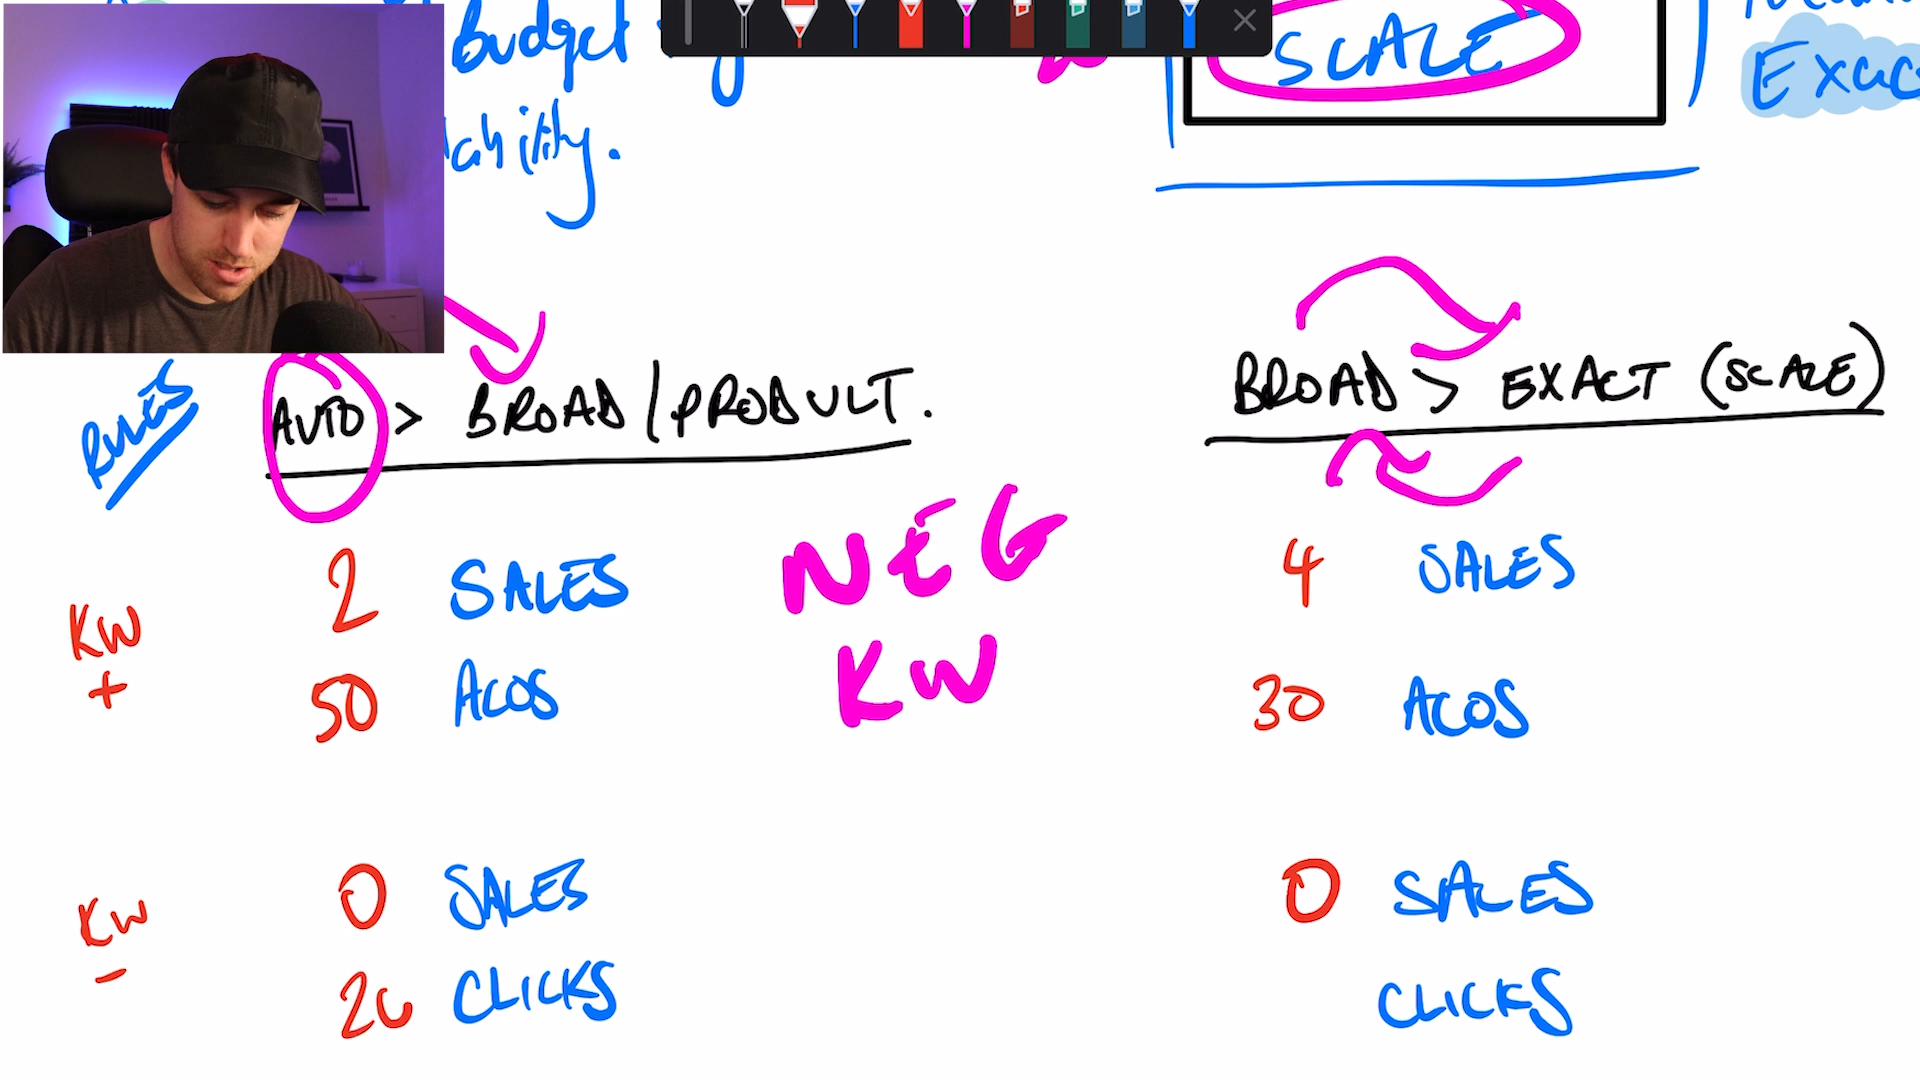 Budget
SCALE
Exac
RULES
AUTO > BROAD / PRODUCT.
BROAD > EXACT (SCALE)
NEG
KW
KW
+
2 SALES
50 ACOS
4 SALES
30 ACOS
KW
-
0 SALES
20 CLICKS
0 SALES
CLICKS